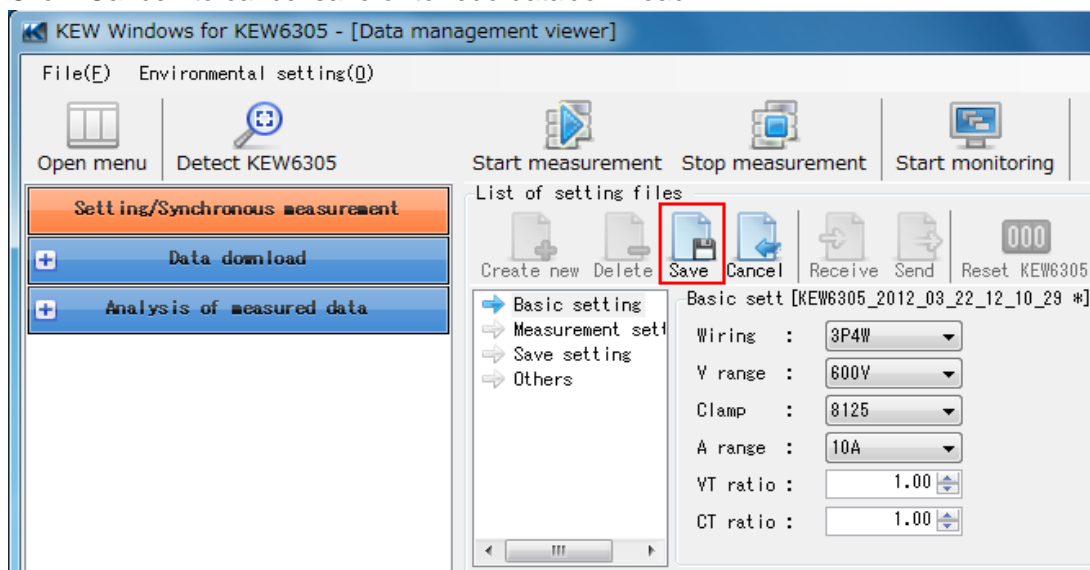 KEW Windows for KEW6305 - [Data management viewer]
File(F) Environmental setting(O)
Open menu Detect KEW6305 Start measurement Stop measurement Start monitoring
Setting/Synchronous measurement
Data download
Analysis of measured data
List of setting files
Create new Delete Save Cancel Receive Send 000 Reset KEW6305
Basic setting
Measurement sett
Save setting
Others
Basic sett [KEW6305_2012_03_22_12_10_29 *]
Wiring : 3P4W
V range : 600V
Clamp : 8125
A range : 10A
VT ratio : 1.00
CT ratio : 1.00